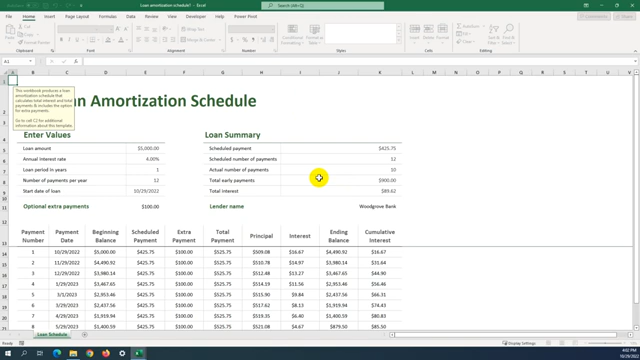 Loan amortization schedule1 - Excel
File Home Insert Page Layout Formulas Data Review View Developer Help Power Pivot
Comments Share
Clipboard Font Alignment Number Styles Cells Editing
A1
A B C D E F G H I J K L M N O P Q R S T U V
Loan Amortization Schedule
This workbook produces a loan
amortization schedule that
calculates total interest and total
payments & includes the option
for extra payments.
Go to cell C2 for additional
information about this template.
Enter Values
Loan amount $5,000.00
Annual interest rate 4.00%
Loan period in years 1
Number of payments per year 12
Start date of loan 10/29/2022
Optional extra payments $100.00
Loan Summary
Scheduled payment $425.75
Scheduled number of payments 12
Actual number of payments 10
Total early payments $900.00
Total interest $89.62
Lender name Woodgrove Bank
Payment Number Payment Date Beginning Balance Scheduled Payment Extra Payment Total Payment Principal Interest Ending Balance Cumulative Interest
1 10/29/2022 $5,000.00 $425.75 $100.00 $525.75 $509.08 $16.67 $4,490.92 $16.67
2 11/29/2022 $4,490.92 $425.75 $100.00 $525.75 $510.78 $14.97 $3,980.14 $31.64
3 12/29/2022 $3,980.14 $425.75 $100.00 $525.75 $512.48 $13.27 $3,467.65 $44.90
4 1/29/2023 $3,467.65 $425.75 $100.00 $525.75 $514.19 $11.56 $2,953.46 $56.46
5 3/1/2023 $2,953.46 $425.75 $100.00 $525.75 $515.90 $9.84 $2,437.56 $66.31
6 3/29/2023 $2,437.56 $425.75 $100.00 $525.75 $517.62 $8.13 $1,919.94 $74.43
7 4/29/2023 $1,919.94 $425.75 $100.00 $525.75 $519.35 $6.40 $1,400.59 $80.83
8 5/29/2023 $1,400.59 $425.75 $100.00 $525.75 $521.08 $4.67 $879.50 $85.50
Loan Schedule
Display Settings
4:02 PM